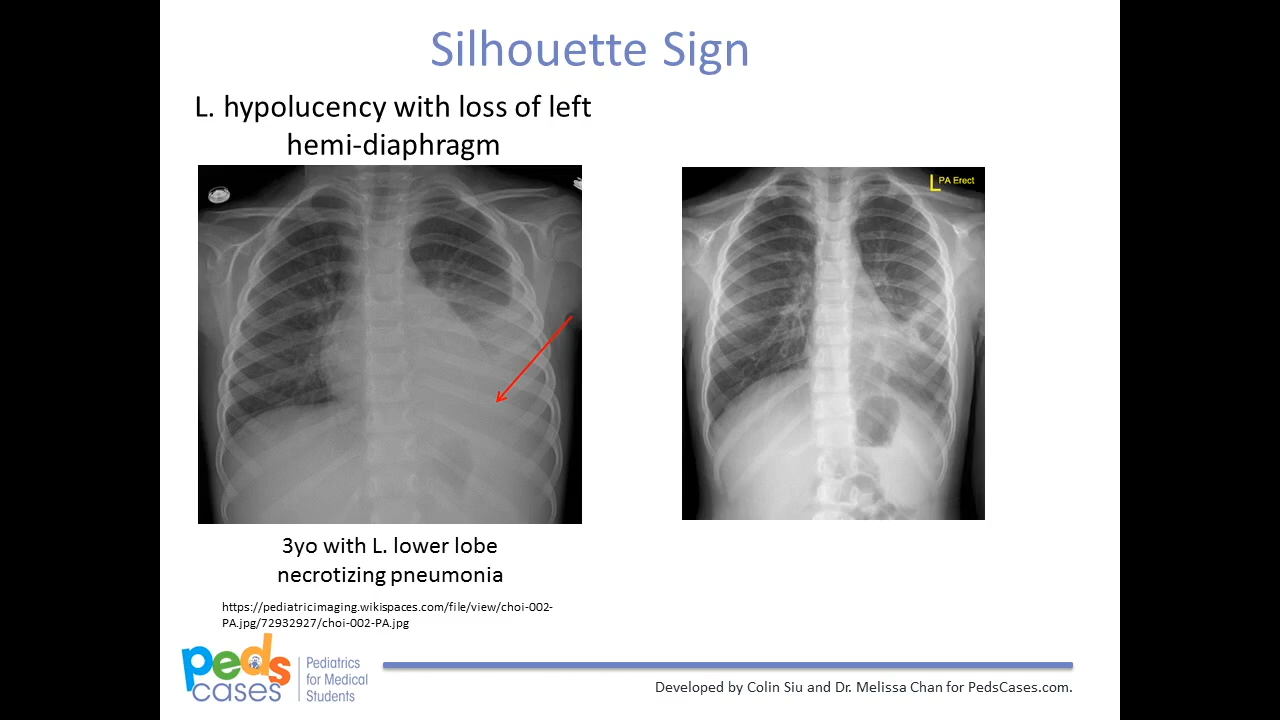 Silhouette Sign
L. hypolucency with loss of left
hemi-diaphragm
L PA Erect
3yo with L. lower lobe
necrotizing pneumonia
https://pediatricimaging.wikispaces.com/file/view/choi-002-
PA.jpg/72932927/choi-002-PA.jpg
peds
cases
Pediatrics
for Medical
Students
Developed by Colin Siu and Dr. Melissa Chan for PedsCases.com.